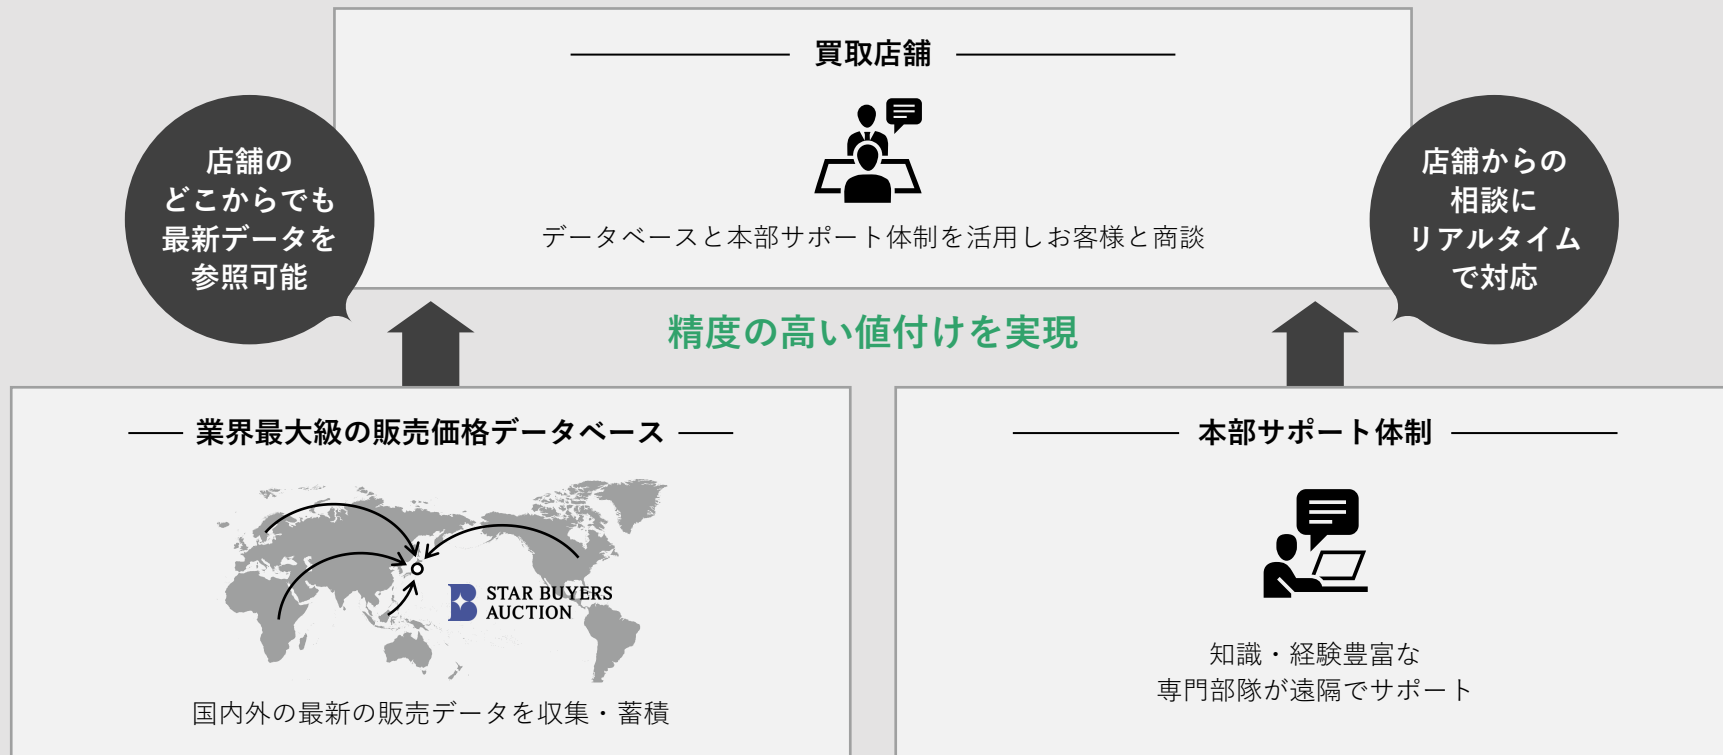 買取店舗
データベースと本部サポート体制を活用しお客様と商談
店舗の
どこからでも
最新データを
参照可能
店舗からの
相談に
リアルタイム
で対応
精度の高い値付けを実現
業界最大級の販売価格データベース
STAR BUYERS
AUCTION
国内外の最新の販売データを収集・蓄積
本部サポート体制
知識・経験豊富な
専門部隊が遠隔でサポート